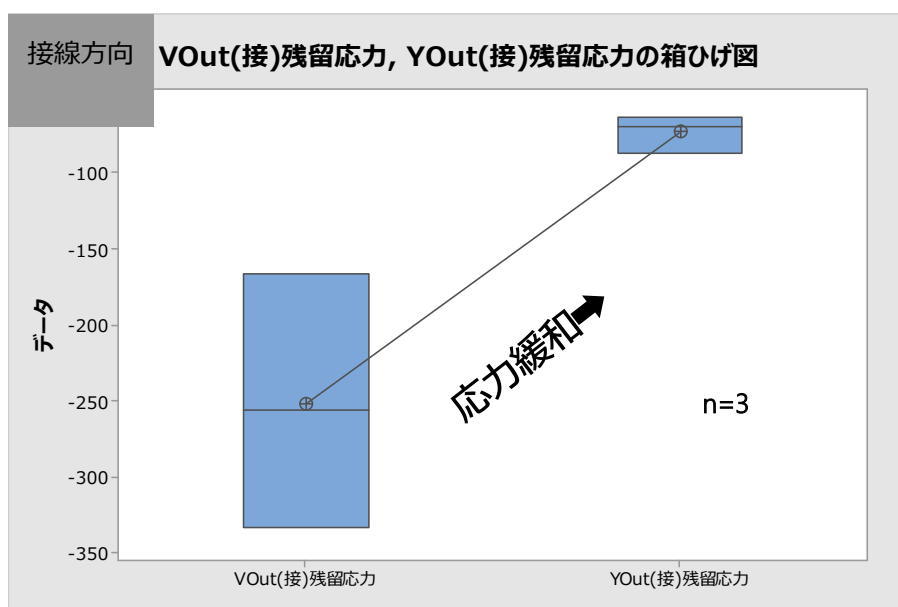 接線方向
VOut(接)残留応力, YOut(接)残留応力の箱ひげ図
-100
-150
-200
-250
-300
-350
データ
応力緩和
n=3
VOut(接)残留応力
YOut(接)残留応力